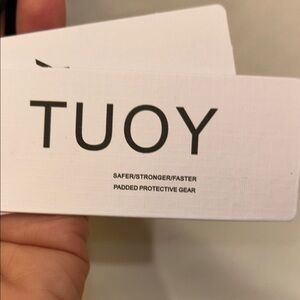 TUOY
SAFER/STRONGER/FASTER
PADDED PROTECTIVE GEAR